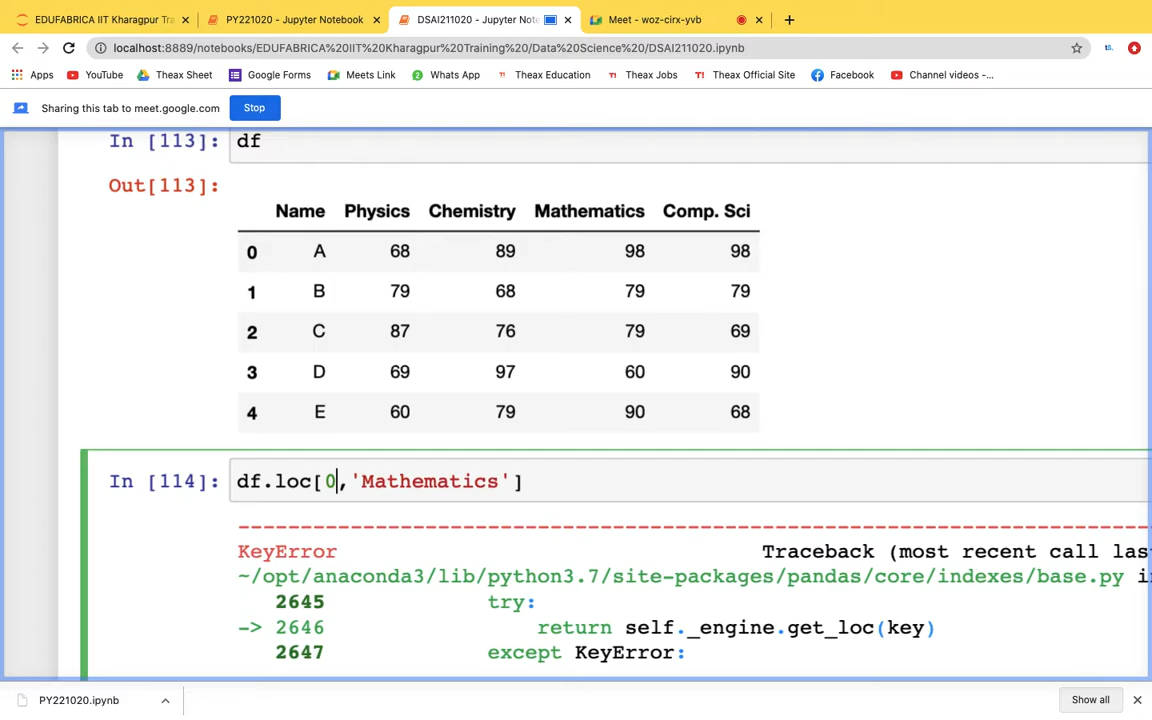 EDUFABRICA IIT Kharagpur Tra
PY221020 - Jupyter Notebook
DSAI211020 - Jupyter Note
Meet - woz-cirx-yvb
localhost:8889/notebooks/EDUFABRICA%20IIT%20Kharagpur%20Training%20/Data%20Science%20/DSAI211020.ipynb
Apps YouTube Theax Sheet Google Forms Meets Link Whats App Theax Education Theax Jobs Theax Official Site Facebook Channel videos -...
Sharing this tab to meet.google.com Stop
In [113]: df
Out[113]:
Name Physics Chemistry Mathematics Comp. Sci
0 A 68 89 98 98
1 B 79 68 79 79
2 C 87 76 79 69
3 D 69 97 60 90
4 E 60 79 90 68
In [114]: df.loc[0,'Mathematics']
KeyError Traceback (most recent call las
~/opt/anaconda3/lib/python3.7/site-packages/pandas/core/indexes/base.py i
2645 try:
-> 2646 return self._engine.get_loc(key)
2647 except KeyError:
PY221020.ipynb
Show all